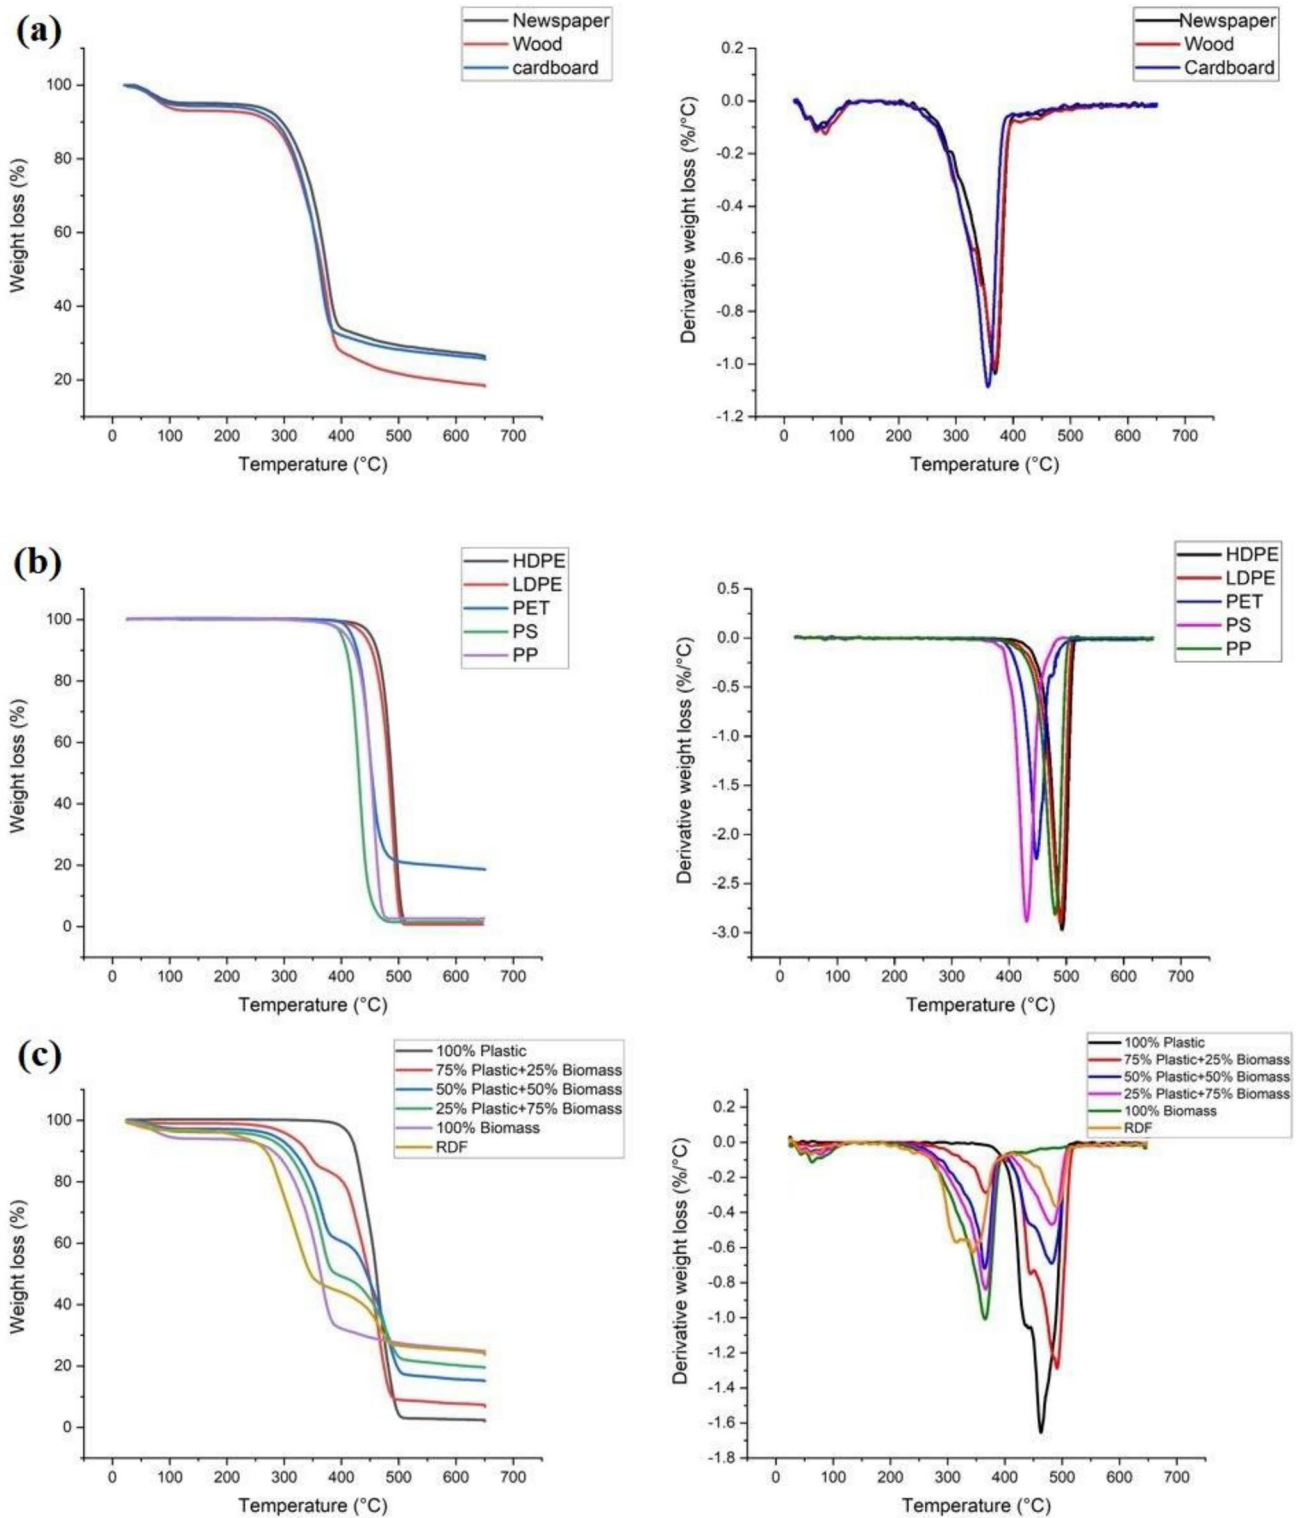 (a)
Newspaper
Wood
cardboard
100
80
60
40
20
Weight loss (%)
0 100 200 300 400 500 600 700
Temperature (°C)
Newspaper
Wood
Cardboard
0.2
0.0
-0.2
-0.4
-0.6
-0.8
-1.0
-1.2
Derivative weight loss (%/°C)
0 100 200 300 400 500 600 700
Temperature (°C)
(b)
HDPE
LDPE
PET
PS
PP
100
80
60
40
20
0
Weight loss (%)
0 100 200 300 400 500 600 700
Temperature (°C)
HDPE
LDPE
PET
PS
PP
0.5
0.0
-0.5
-1.0
-1.5
-2.0
-2.5
-3.0
Derivative weight loss (%/°C)
0 100 200 300 400 500 600 700
Temperature (°C)
(c)
100% Plastic
75% Plastic+25% Biomass
50% Plastic+50% Biomass
25% Plastic+75% Biomass
100% Biomass
RDF
100
80
60
40
20
0
Weight loss (%)
0 100 200 300 400 500 600 700
Temperature (°C)
100% Plastic
75% Plastic+25% Biomass
50% Plastic+50% Biomass
25% Plastic+75% Biomass
100% Biomass
RDF
0.2
0.0
-0.2
-0.4
-0.6
-0.8
-1.0
-1.2
-1.4
-1.6
-1.8
Derivative weight loss (%/°C)
0 100 200 300 400 500 600 700
Temperature (°C)